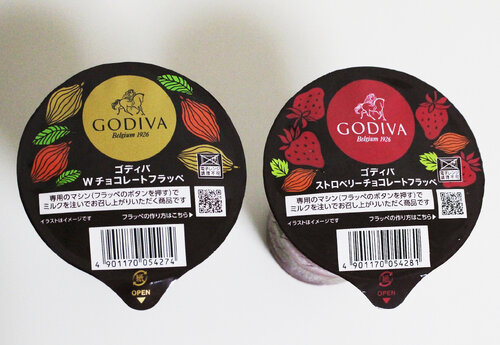 GODIVA
Belgium 1926
ゴディバ
Wチョコレートフラッペ
専用のマシン(フラッペのボタンを押す)で
ミルクを注いでお召し上がりいただく商品です
イラストはイメージです
フラッペの作り方はこちら
4 901170 054274
OPEN
GODIVA
Belgium 1926
ゴディバ
ストロベリーチョコレートフラッペ
専用のマシン(フラッペのボタンを押す)で
ミルクを注いでお召し上がりいただく商品です
イラストはイメージです
フラッペの作り方はこちら
4 901170 054281
OPEN